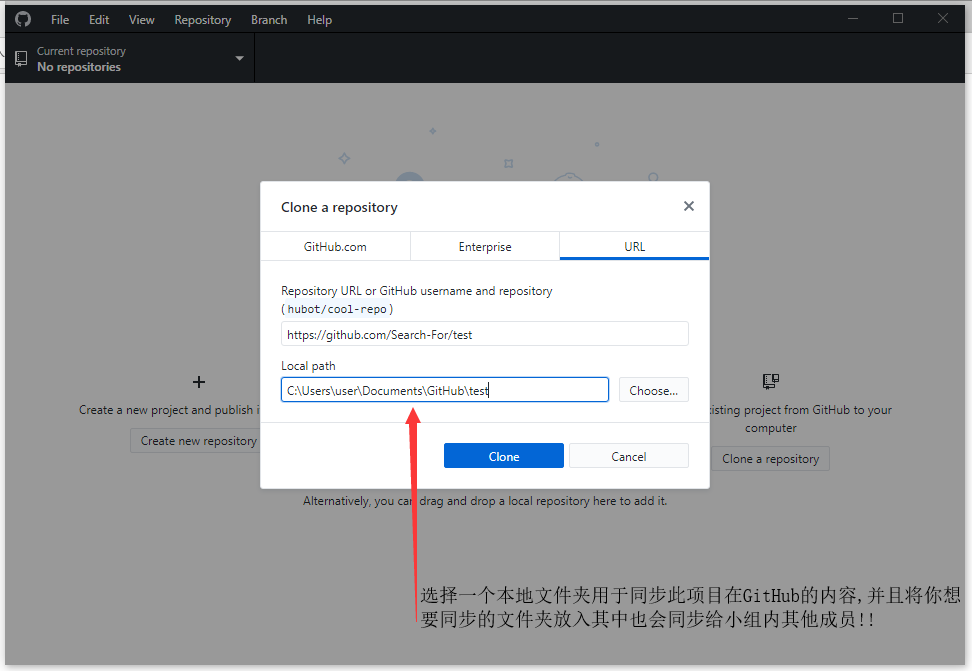 File Edit View Repository Branch Help
Current repository
No repositories
Clone a repository
GitHub.com Enterprise URL
Repository URL or GitHub username and repository
(hubot/cool-repo)
https://github.com/Search-For/test
Local path
C:\Users\user\Documents\GitHub\test
Choose...
Clone Cancel
Create a new project and publish i
Create new repository
isting project from GitHub to your
computer
Clone a repository
Alternatively, you can drag and drop a local repository here to add it.
选择一个本地文件夹用于同步此项目在GitHub的内容,并且将你想
要同步的文件夹放入其中也会同步给小组内其他成员!!